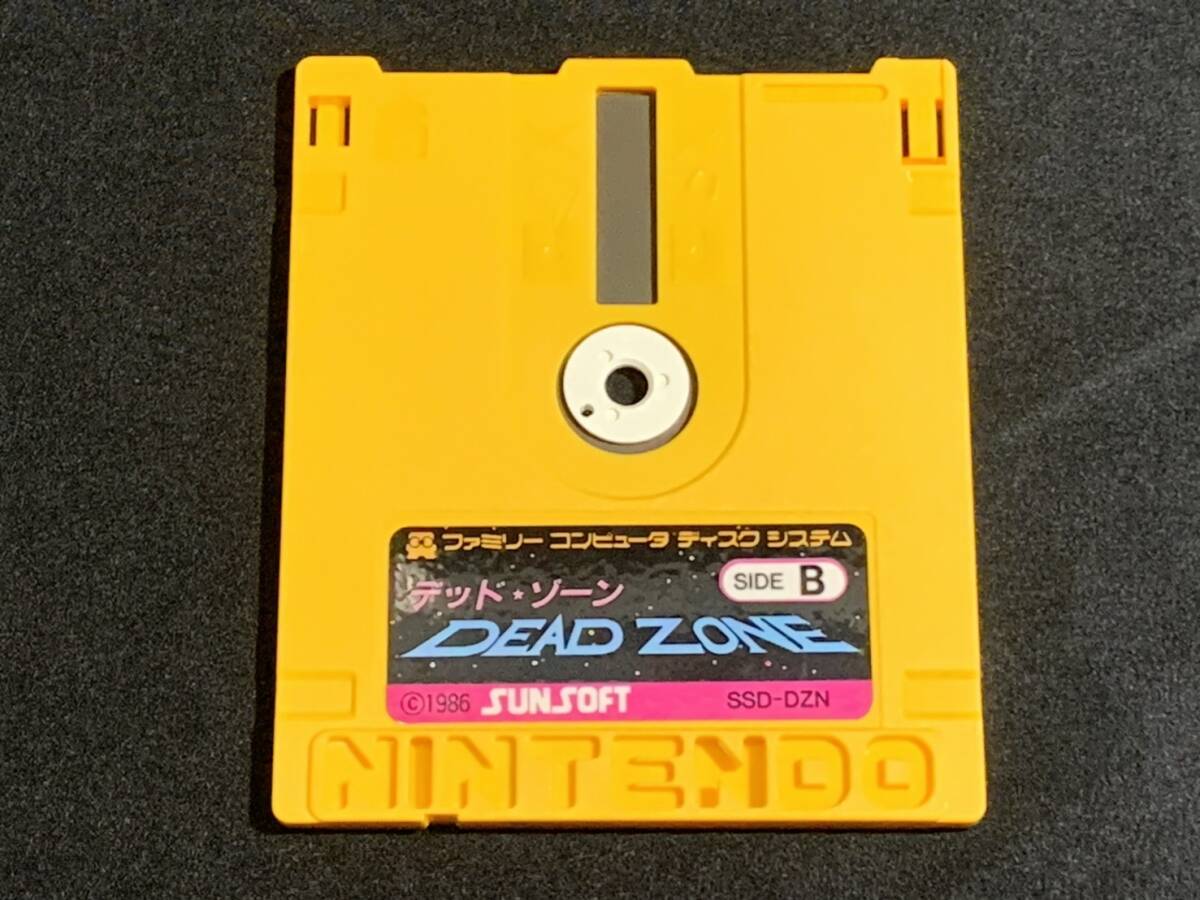 ファミリー コンピュータ ディスク システム
デッド★ゾーン
SIDE B
DEAD ZONE
©1986 SUNSOFT SSD-DZN
NINTENDO